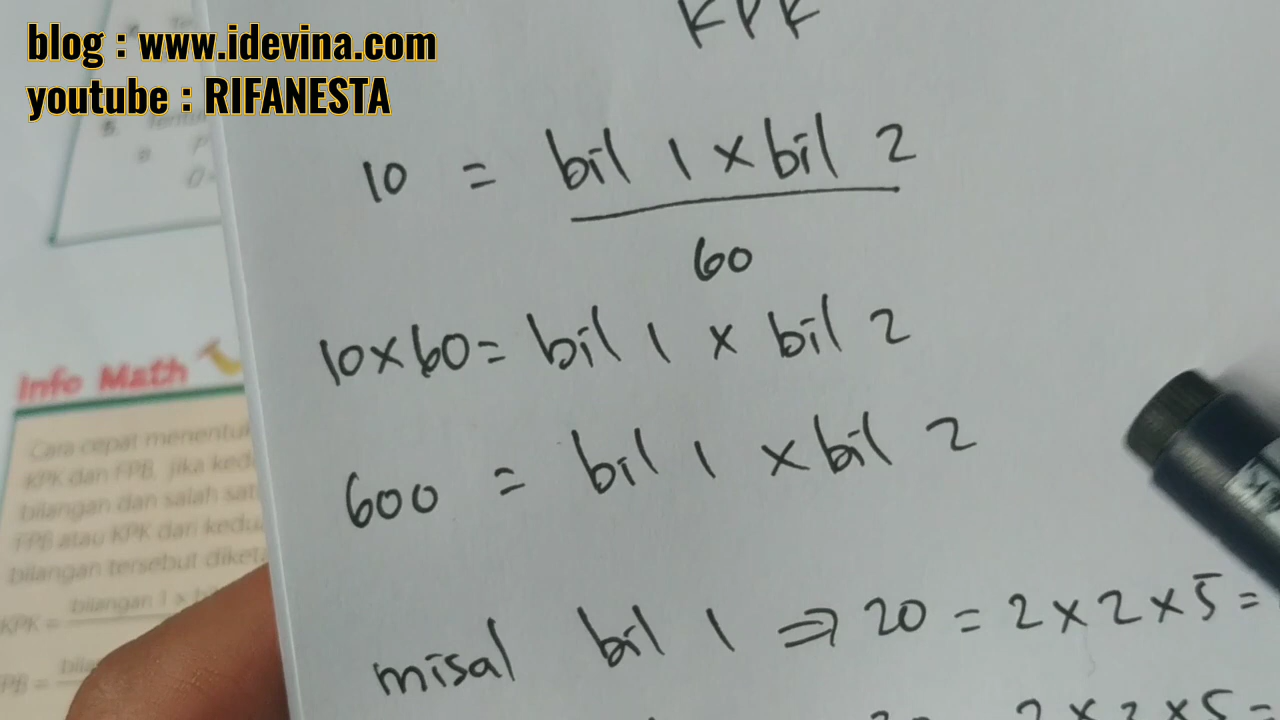 blog : www.idevina.com
youtube : RIFANESTA
KPK
10 = bil 1 x bil 2
60
10x60= bil 1 x bil 2
600 = bil 1 x bil 2
misal bil 1 ⇒ 20 = 2 x 2 x 5 =
x 5 =
Info Math
Cara cepat menentuk
KPK dan FPB, jika ked
bilangan dan salah sat
FPB atau KPK dari kedu
bilangan tersebut diket
KPK = bilangan 1 x